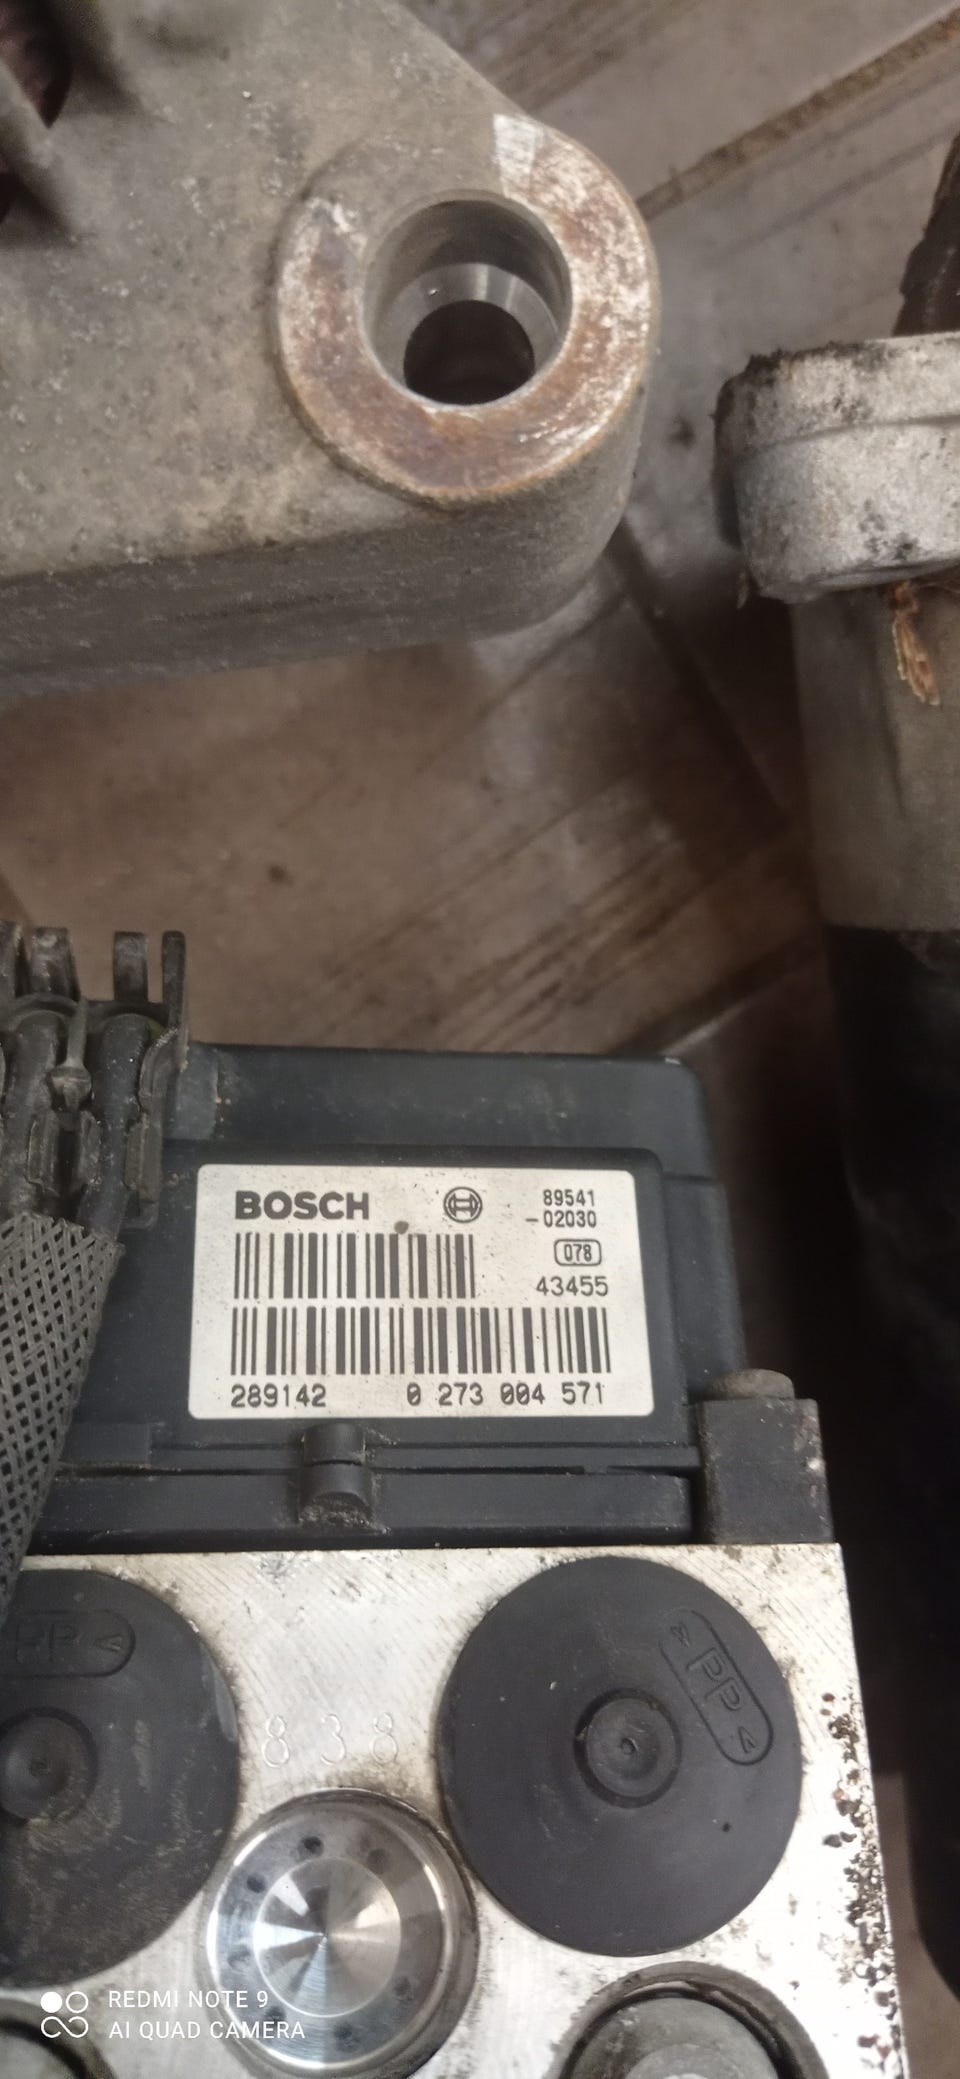 BOSCH
89541
-02030
078
43455
289142 0 273 004 571
PP
838
PP
REDMI NOTE 9
AI QUAD CAMERA